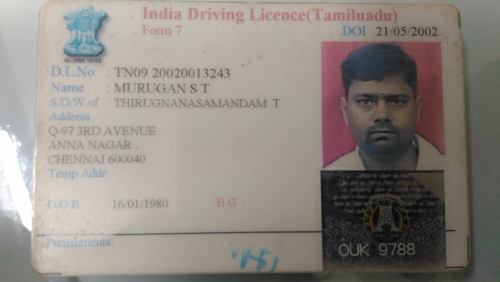 India Driving Licence(Tamilnadu)
Form 7
DOI 21/05/2002
D.L.No : TN09 20020013243
Name : MURUGAN S T
S/D/W of : THIRUGNANASAMANDAM T
Address
Q-97 3RD AVENUE
ANNA NAGAR
CHENNAI 600040
Temp.Addr.
D.O.B. 16/01/1980 B.G. :
Punishments:
OUK 9788